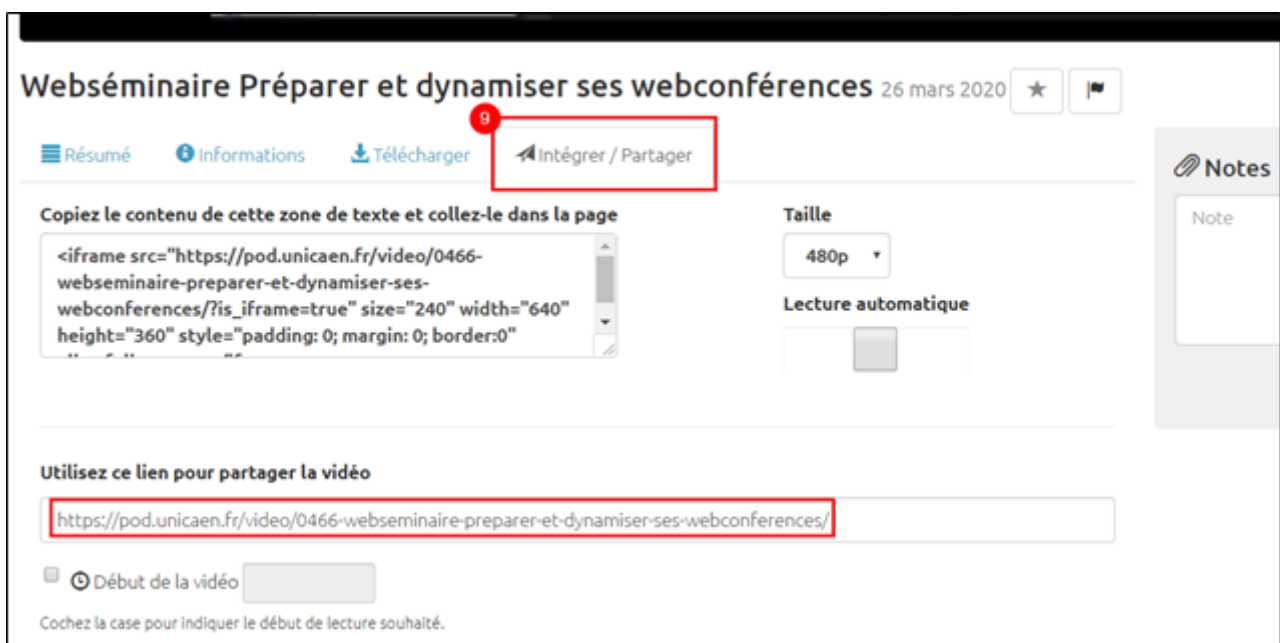 Webséminaire Préparer et dynamiser ses webconférences 26 mars 2020
9
Résumé Informations Télécharger Intégrer / Partager
Notes
Copiez le contenu de cette zone de texte et collez-le dans la page
Taille
Note
<iframe src="https://pod.unicaen.fr/video/0466-
webseminaire-preparer-et-dynamiser-ses-
webconferences/?is_iframe=true" size="240" width="640"
height="360" style="padding: 0; margin: 0; border:0"
480p
Lecture automatique
Utilisez ce lien pour partager la vidéo
https://pod.unicaen.fr/video/0466-webseminaire-preparer-et-dynamiser-ses-webconferences/
Début de la vidéo
Cochez la case pour indiquer le début de lecture souhaité.